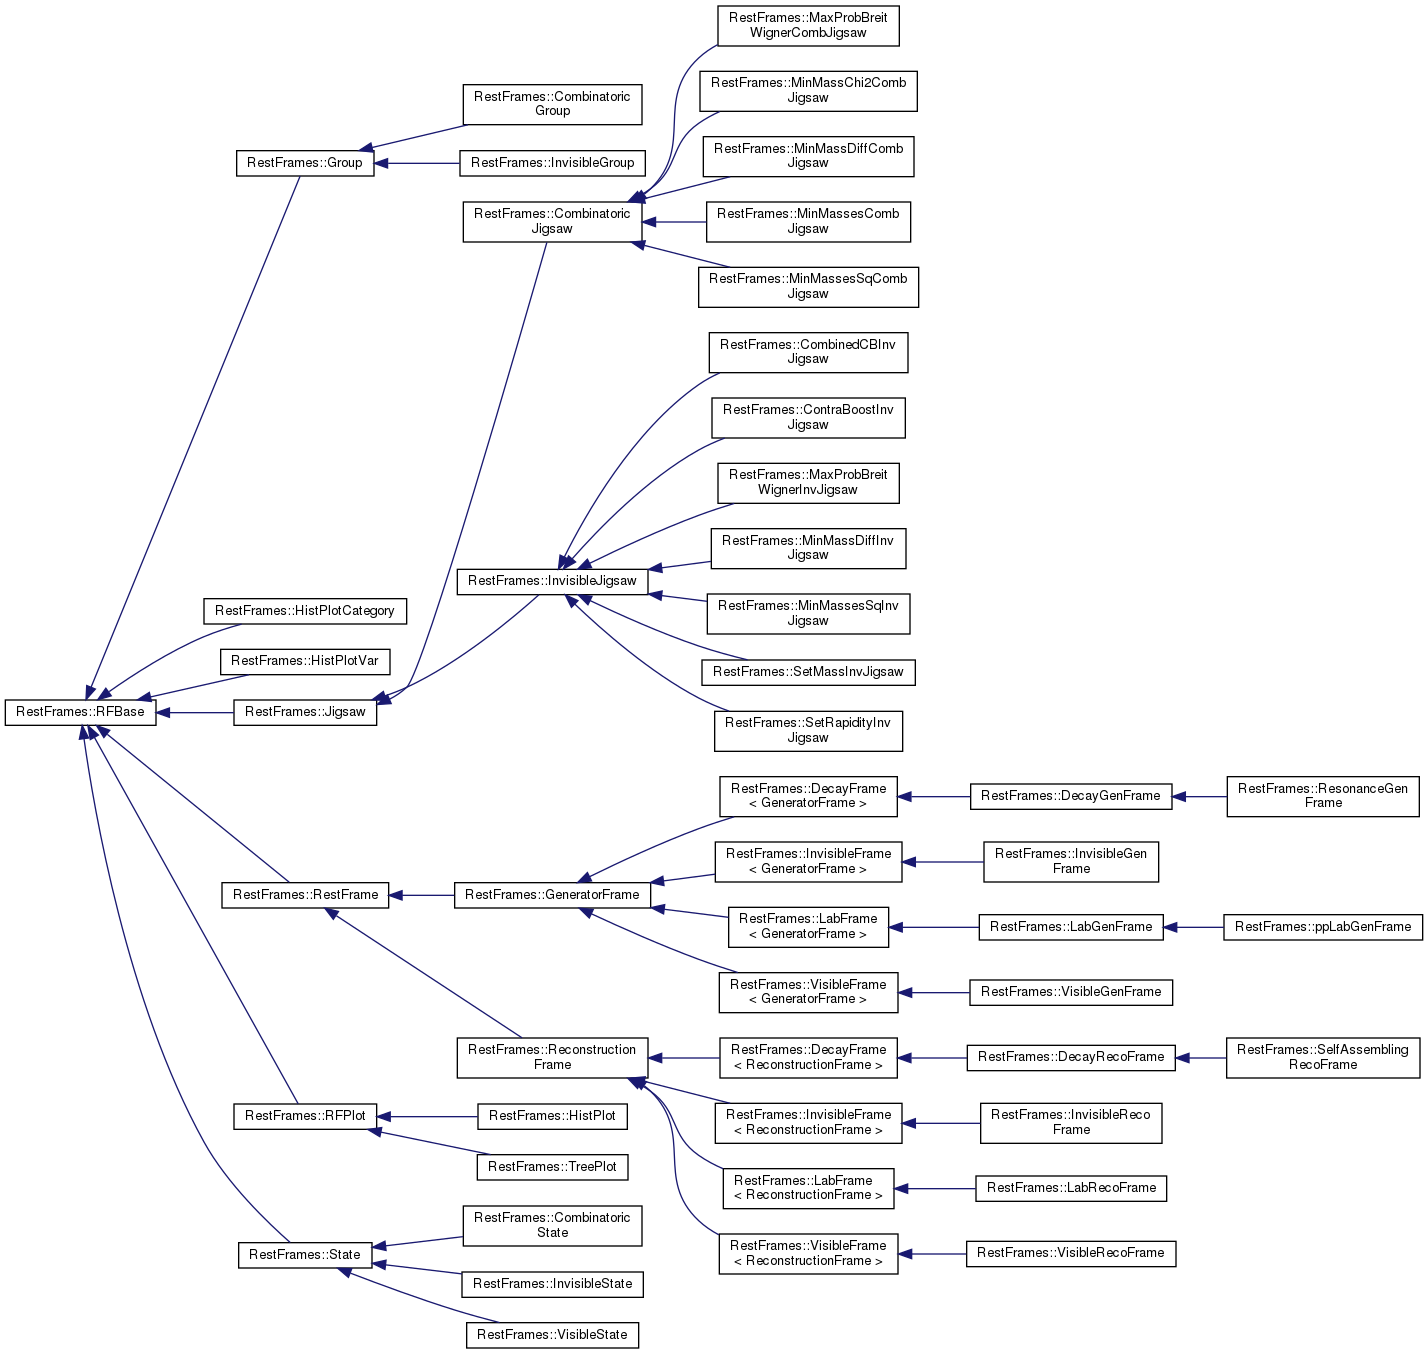 RestFrames::RFBase
RestFrames::Group
RestFrames::Combinatoric
Group
RestFrames::InvisibleGroup
RestFrames::HistPlotCategory
RestFrames::HistPlotVar
RestFrames::Jigsaw
RestFrames::Combinatoric
Jigsaw
RestFrames::MaxProbBreit
WignerCombJigsaw
RestFrames::MinMassChi2Comb
Jigsaw
RestFrames::MinMassDiffComb
Jigsaw
RestFrames::MinMassesComb
Jigsaw
RestFrames::MinMassesSqComb
Jigsaw
RestFrames::InvisibleJigsaw
RestFrames::CombinedCBInv
Jigsaw
RestFrames::ContraBoostInv
Jigsaw
RestFrames::MaxProbBreit
WignerInvJigsaw
RestFrames::MinMassDiffInv
Jigsaw
RestFrames::MinMassesSqInv
Jigsaw
RestFrames::SetMassInvJigsaw
RestFrames::SetRapidityInv
Jigsaw
RestFrames::RestFrame
RestFrames::GeneratorFrame
RestFrames::DecayFrame
< GeneratorFrame >
RestFrames::DecayGenFrame
RestFrames::ResonanceGen
Frame
RestFrames::InvisibleFrame
< GeneratorFrame >
RestFrames::InvisibleGen
Frame
RestFrames::LabFrame
< GeneratorFrame >
RestFrames::LabGenFrame
RestFrames::ppLabGenFrame
RestFrames::VisibleFrame
< GeneratorFrame >
RestFrames::VisibleGenFrame
RestFrames::Reconstruction
Frame
RestFrames::DecayFrame
< ReconstructionFrame >
RestFrames::DecayRecoFrame
RestFrames::SelfAssembling
RecoFrame
RestFrames::InvisibleFrame
< ReconstructionFrame >
RestFrames::InvisibleReco
Frame
RestFrames::LabFrame
< ReconstructionFrame >
RestFrames::LabRecoFrame
RestFrames::VisibleFrame
< ReconstructionFrame >
RestFrames::VisibleRecoFrame
RestFrames::RFPlot
RestFrames::HistPlot
RestFrames::TreePlot
RestFrames::State
RestFrames::Combinatoric
State
RestFrames::InvisibleState
RestFrames::VisibleState